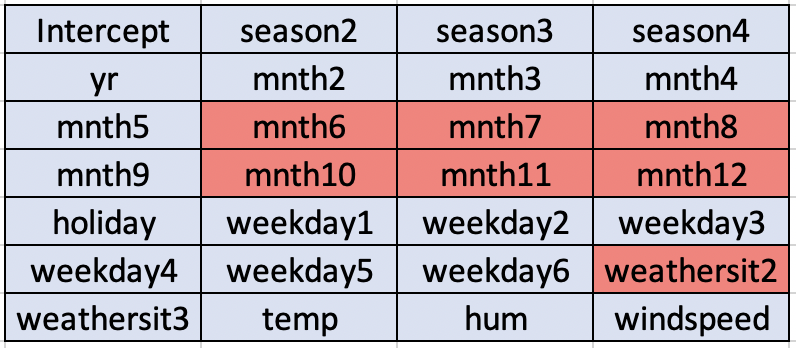 Intercept season2 season3 season4
yr mnth2 mnth3 mnth4
mnth5 mnth6 mnth7 mnth8
mnth9 mnth10 mnth11 mnth12
holiday weekday1 weekday2 weekday3
weekday4 weekday5 weekday6 weathersit2
weathersit3 temp hum windspeed